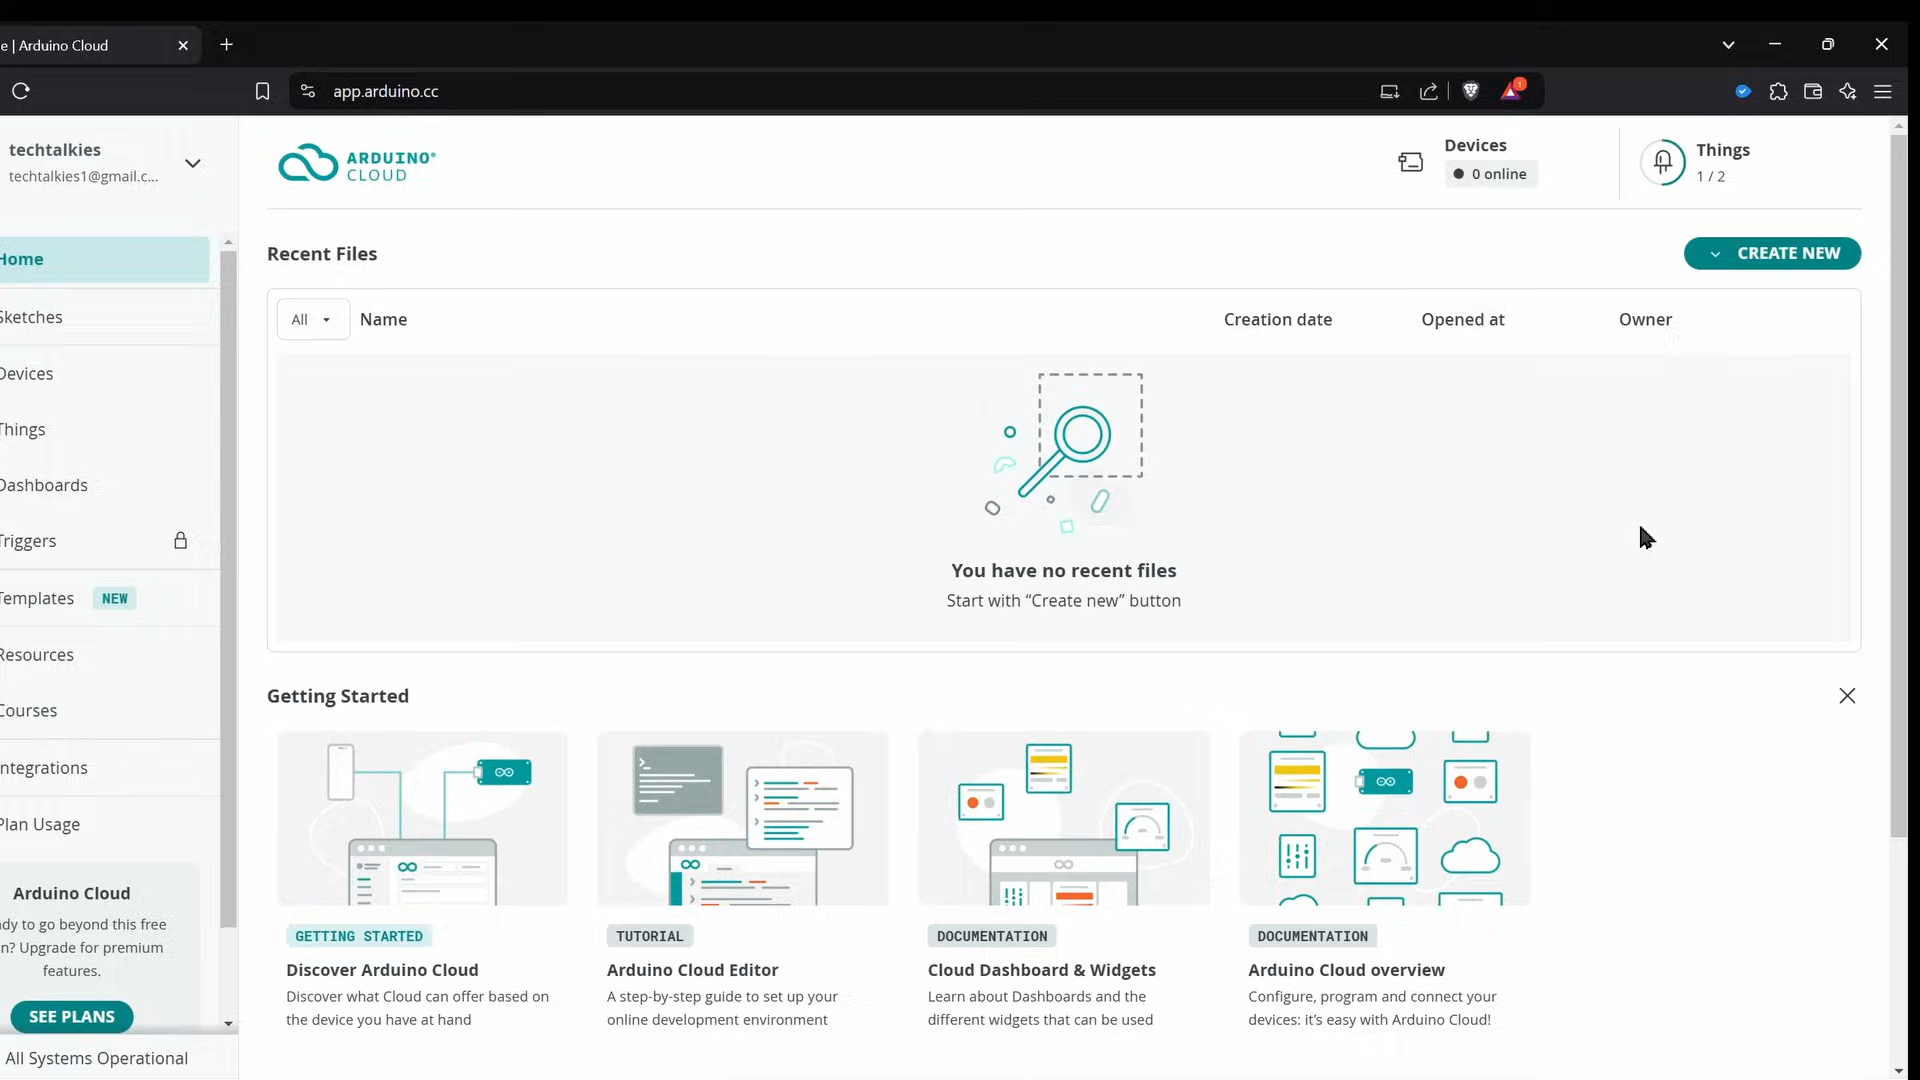 e | Arduino Cloud
app.arduino.cc
1
techtalkies
techtalkies1@gmail.c...
Home
Sketches
Devices
Things
Dashboards
Triggers
Templates NEW
Resources
Courses
Integrations
Plan Usage
Arduino Cloud
dy to go beyond this free
n? Upgrade for premium
features.
SEE PLANS
All Systems Operational
ARDUINO
CLOUD
Devices
0 online
Things
1 / 2
Recent Files
CREATE NEW
All Name Creation date Opened at Owner
You have no recent files
Start with “Create new” button
Getting Started
GETTING STARTED
Discover Arduino Cloud
Discover what Cloud can offer based on
the device you have at hand
TUTORIAL
Arduino Cloud Editor
A step-by-step guide to set up your
online development environment
DOCUMENTATION
Cloud Dashboard & Widgets
Learn about Dashboards and the
different widgets that can be used
DOCUMENTATION
Arduino Cloud overview
Configure, program and connect your
devices: it’s easy with Arduino Cloud!